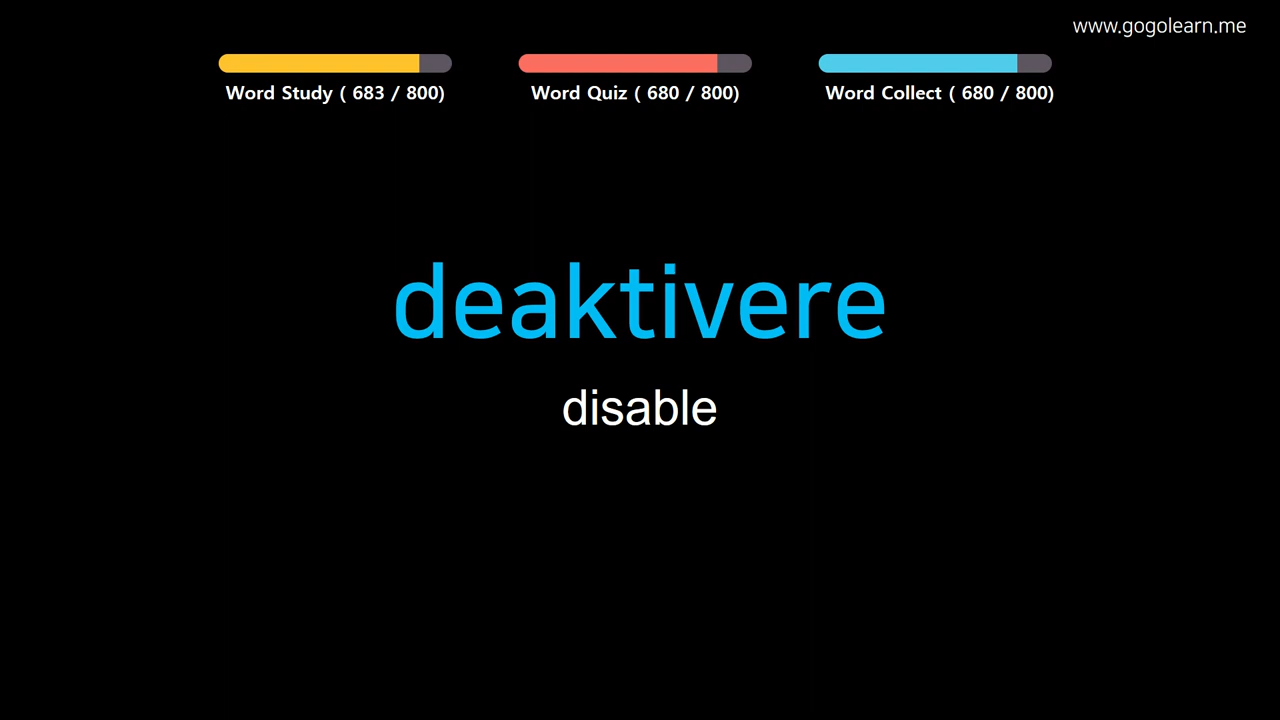 www.gogolearn.me
Word Study ( 683 / 800)
Word Quiz ( 680 / 800)
Word Collect ( 680 / 800)
deaktivere
disable